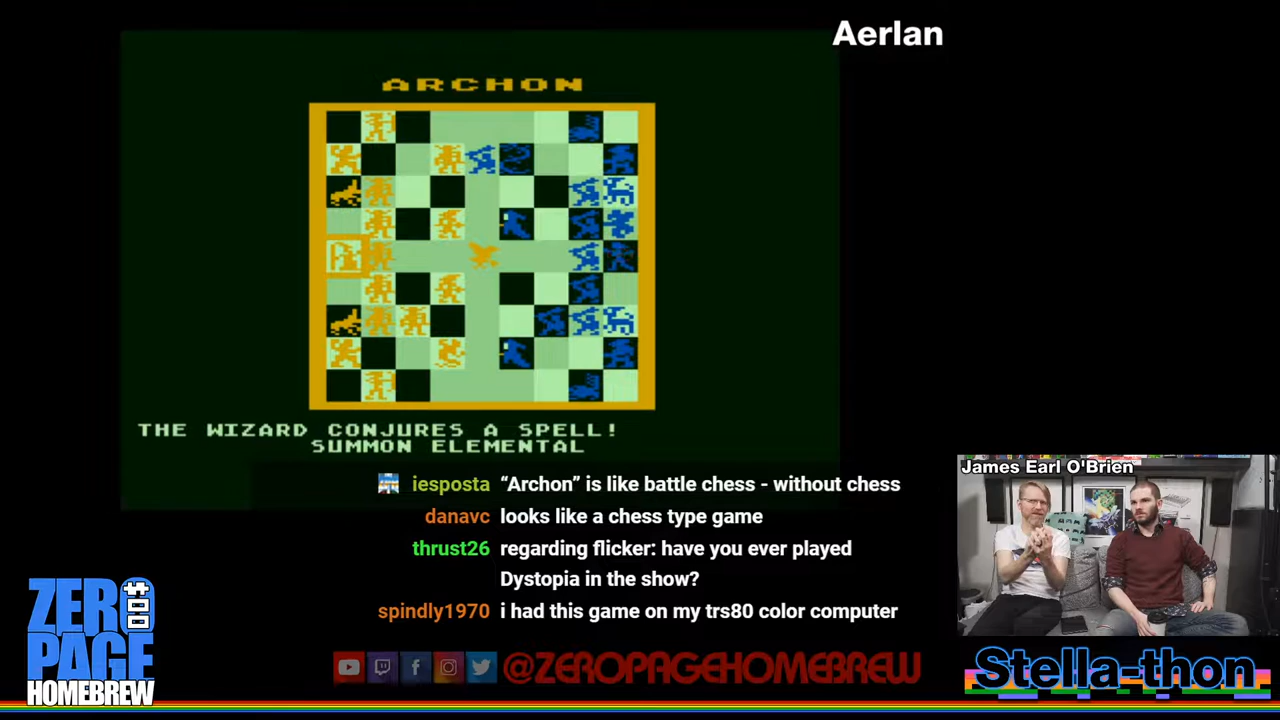 Aerlan
ARCHON
THE WIZARD CONJURES A SPELL!
SUMMON ELEMENTAL
iesposta “Archon” is like battle chess - without chess
danavc looks like a chess type game
thrust26 regarding flicker: have you ever played
Dystopia in the show?
spindly1970 i had this game on my trs80 color computer
James Earl O'Brien
ZERO
PAGE
HOMEBREW
@ZEROPAGEHOMEBREW
Stella-thon